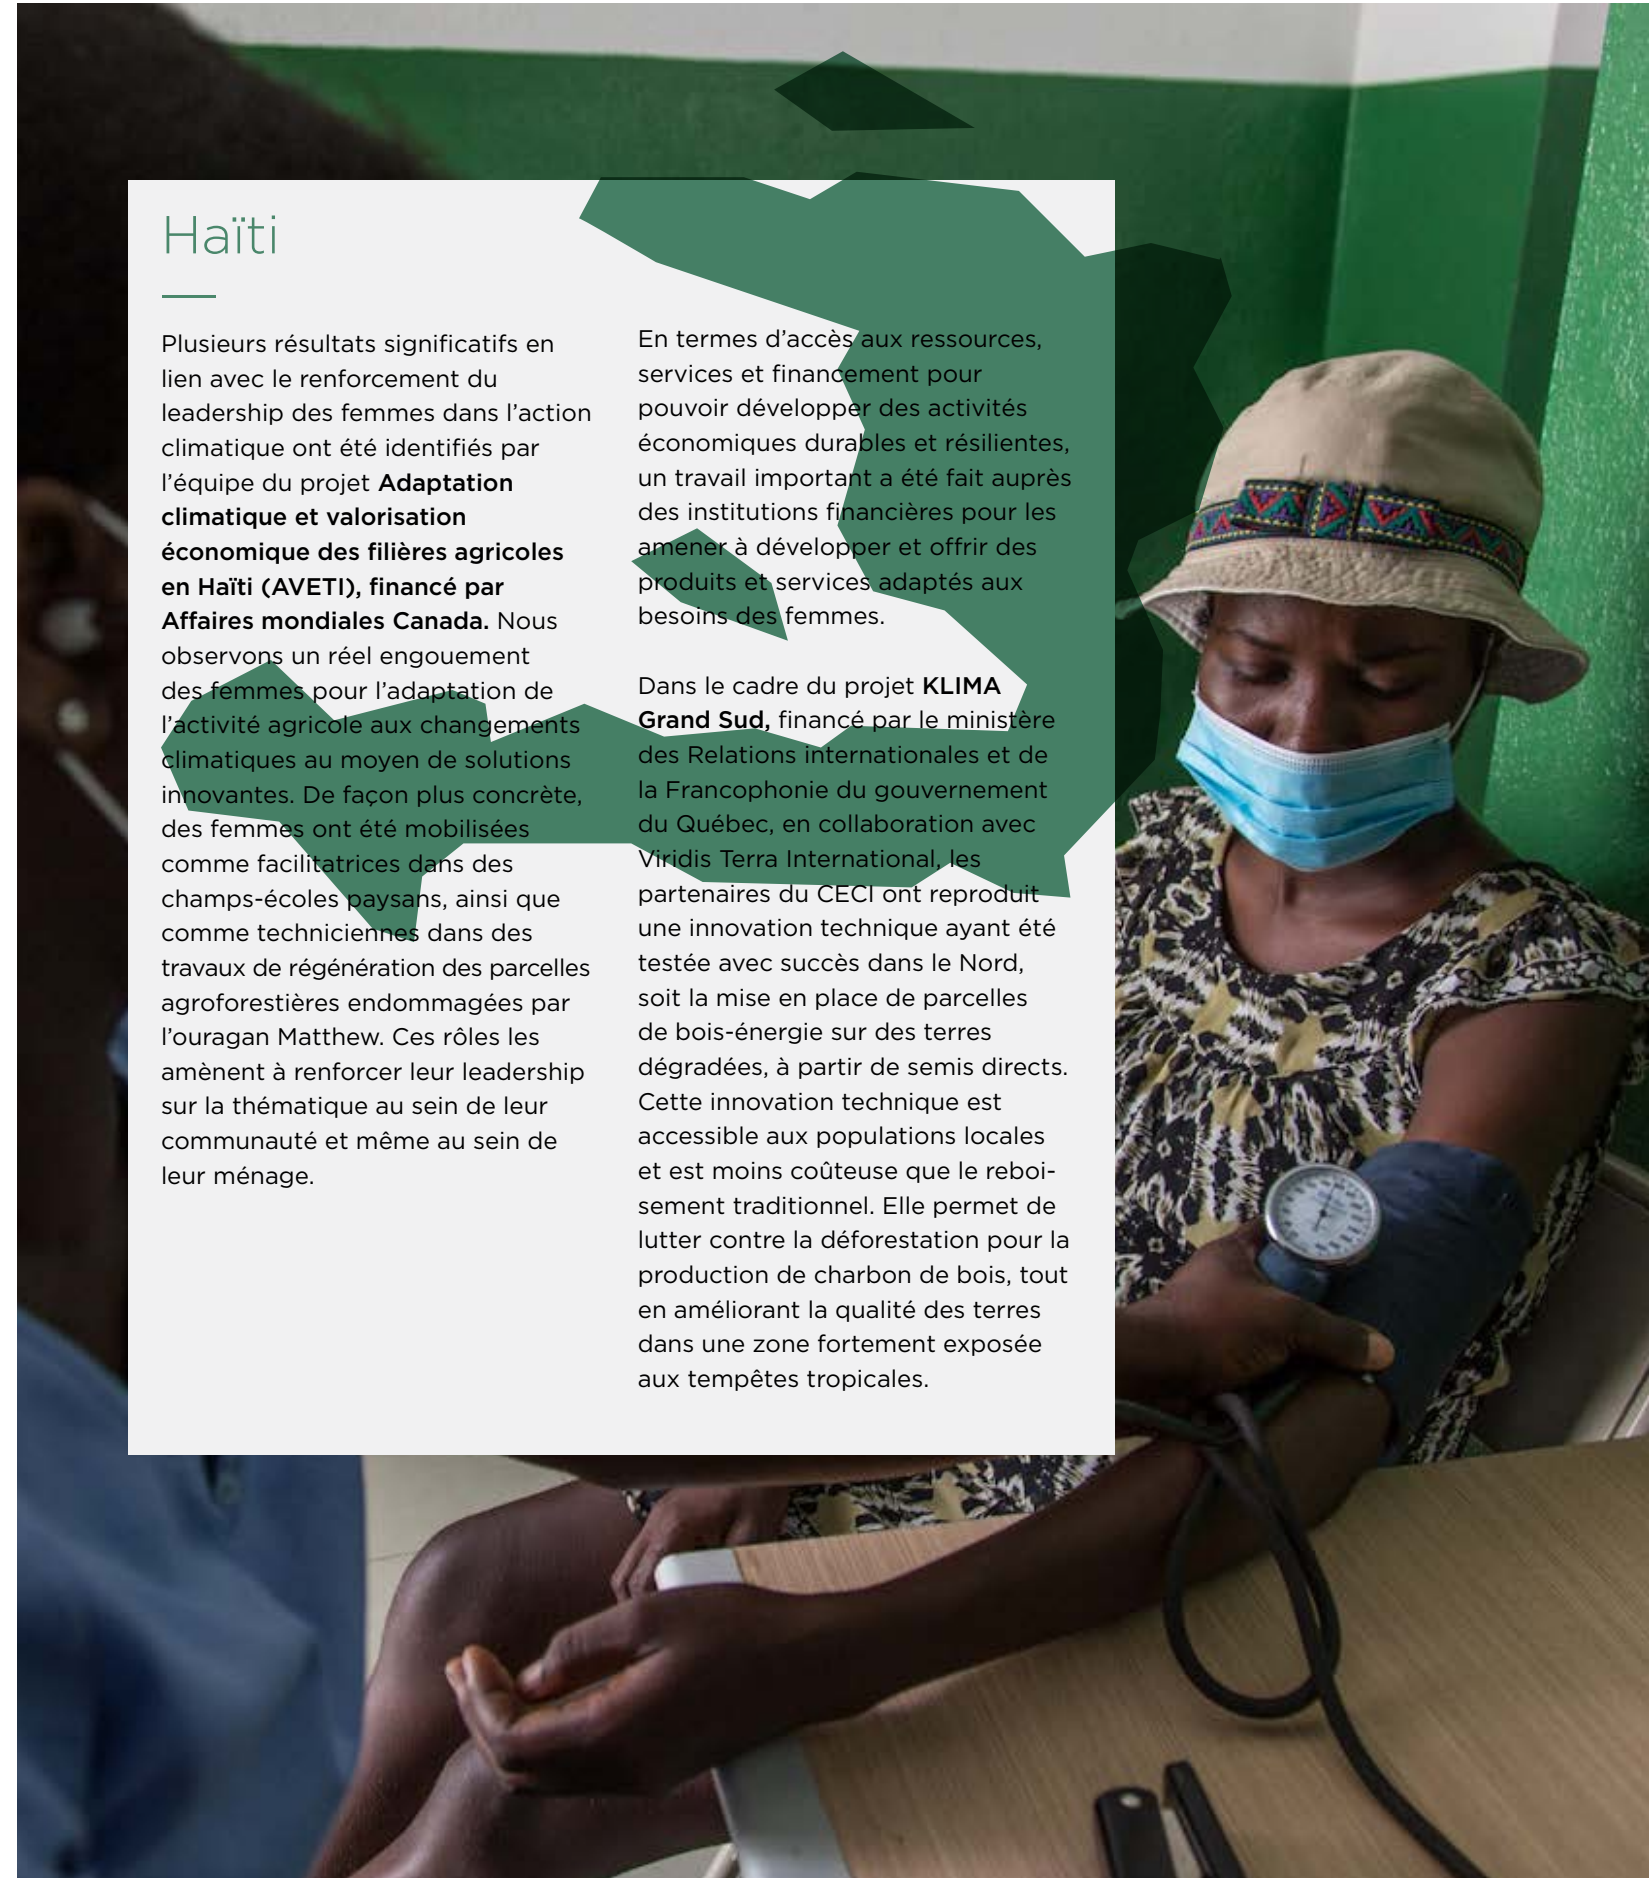 Haïti
Plusieurs résultats significatifs en
lien avec le renforcement du
leadership des femmes dans l’action
climatique ont été identifiés par
l’équipe du projet Adaptation
climatique et valorisation
économique des filières agricoles
en Haïti (AVETI), financé par
Affaires mondiales Canada. Nous
observons un réel engouement
des femmes pour l’adaptation de
l’activité agricole aux changements
climatiques au moyen de solutions
innovantes. De façon plus concrète,
des femmes ont été mobilisées
comme facilitatrices dans des
champs-écoles paysans, ainsi que
comme techniciennes dans des
travaux de régénération des parcelles
agroforestières endommagées par
l’ouragan Matthew. Ces rôles les
amènent à renforcer leur leadership
sur la thématique au sein de leur
communauté et même au sein de
leur ménage.
En termes d’accès aux ressources,
services et financement pour
pouvoir développer des activités
économiques durables et résilientes,
un travail important a été fait auprès
des institutions financières pour les
amener à développer et offrir des
produits et services adaptés aux
besoins des femmes.
Dans le cadre du projet KLIMA
Grand Sud, financé par le ministère
des Relations internationales et de
la Francophonie du gouvernement
du Québec, en collaboration avec
Viridis Terra International, les
partenaires du CECI ont reproduit
une innovation technique ayant été
testée avec succès dans le Nord,
soit la mise en place de parcelles
de bois-énergie sur des terres
dégradées, à partir de semis directs.
Cette innovation technique est
accessible aux populations locales
et est moins coûteuse que le reboi-
sement traditionnel. Elle permet de
lutter contre la déforestation pour la
production de charbon de bois, tout
en améliorant la qualité des terres
dans une zone fortement exposée
aux tempêtes tropicales.